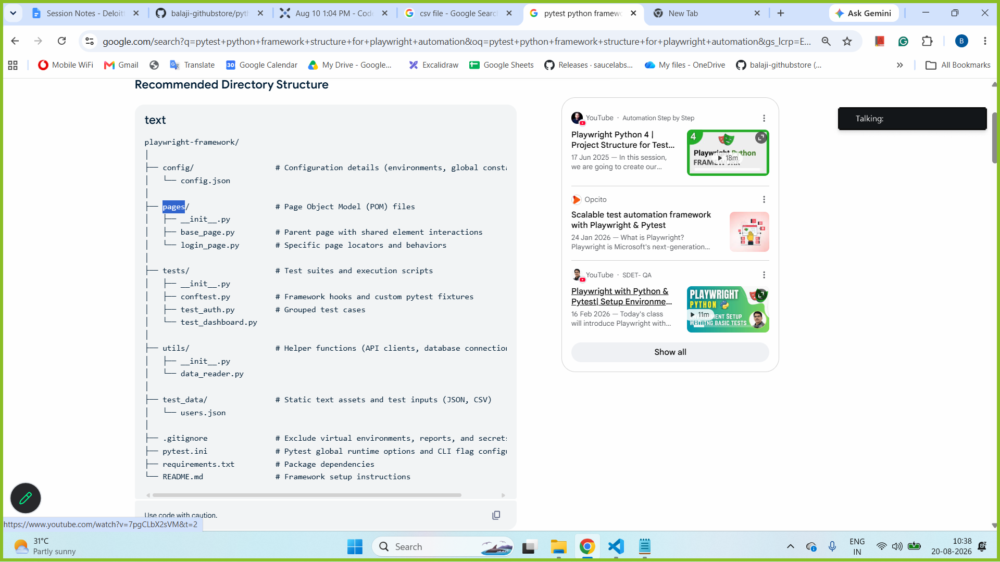 Session Notes - Deloitt
balaji-githubstore/pyth
Aug 10 1:04 PM - Code
csv file - Google Search
pytest python framewo
New Tab
Ask Gemini
google.com/search?q=pytest+python+framework+structure+for+playwright+automation&oq=pytest+python+framework+structure+for+playwright+automation&gs_lcrp=E...
B
Mobile WiFi
Gmail
Translate
30
Google Calendar
My Drive - Google...
Excalidraw
Google Sheets
Releases · saucelabs...
My files - OneDrive
balaji-githubstore (...
All Bookmarks
Recommended Directory Structure
text
playwright-framework/
│
├── config/ # Configuration details (environments, global consta
│ └── config.json
│
├── pages/ # Page Object Model (POM) files
│ ├── __init__.py
│ ├── base_page.py # Parent page with shared element interactions
│ └── login_page.py # Specific page locators and behaviors
│
├── tests/ # Test suites and execution scripts
│ ├── __init__.py
│ ├── conftest.py # Framework hooks and custom pytest fixtures
│ ├── test_auth.py # Grouped test cases
│ └── test_dashboard.py
│
├── utils/ # Helper functions (API clients, database connection
│ ├── __init__.py
│ └── data_reader.py
│
├── test_data/ # Static text assets and test inputs (JSON, CSV)
│ └── users.json
│
├── .gitignore # Exclude virtual environments, reports, and secrets
├── pytest.ini # Pytest global runtime options and CLI flag configu
├── requirements.txt # Package dependencies
└── README.md # Framework setup instructions
Use code with caution.
YouTube · Automation Step by Step
Playwright Python 4 |
Project Structure for Test...
17 Jun 2025 — In this session,
we are going to create our...
4
Playwright Python
FRAMEWORK
18m
Opcito
Scalable test automation framework
with Playwright & Pytest
24 Jan 2026 — What is Playwright?
Playwright is Microsoft's next-generation...
YouTube · SDET- QA
Playwright with Python &
Pytest| Setup Environme...
16 Feb 2026 — Today's class
will introduce Playwright with...
PLAYWRIGHT
PYTHON
11m
MENT SETUP
WRITNG BASIC TESTS
Show all
Talking:
https://www.youtube.com/watch?v=7pgCLbX2sVM&t=2
31°C
Partly sunny
Search
ENG
IN
10:38
20-08-2026